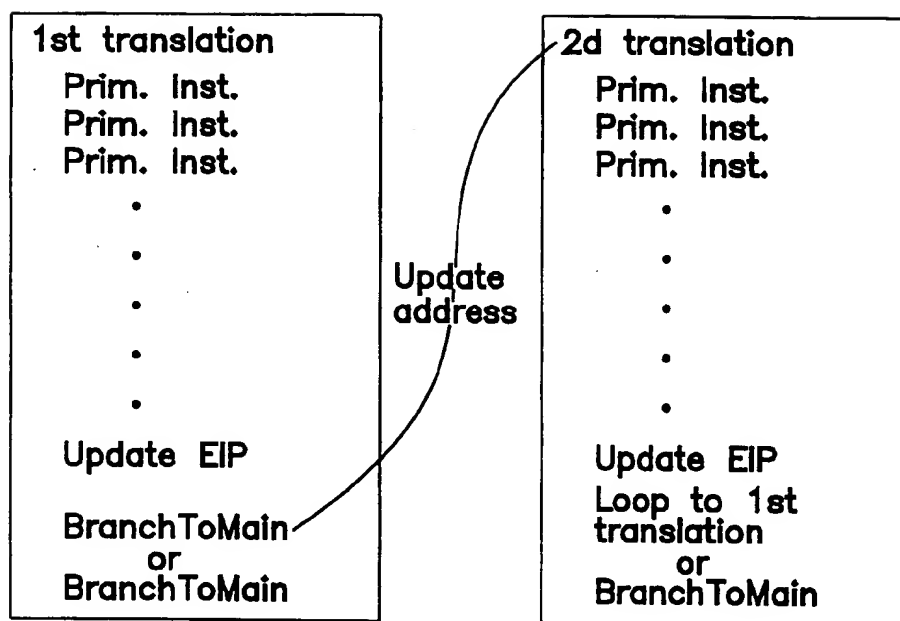 1st translation
Prim. Inst.
Prim. Inst.
Prim. Inst.
Update EIP
BranchToMain
or
BranchToMain
Update
address
2d translation
Prim. Inst.
Prim. Inst.
Prim. Inst.
Update EIP
Loop to 1st
translation
or
BranchToMain